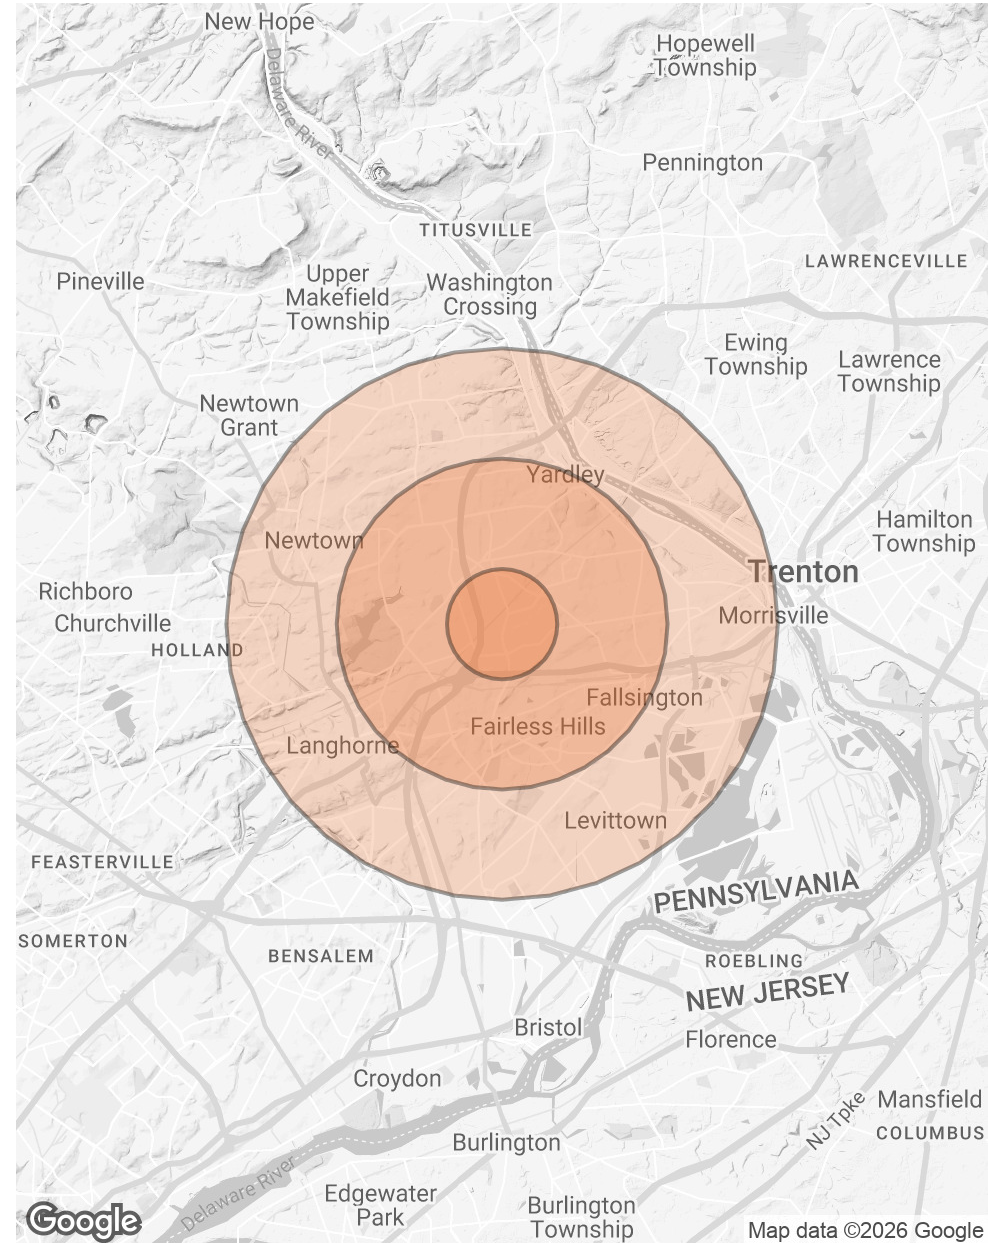 New Hope
Hopewell
Township
Delaware River
Pennington
TITUSVILLE
LAWRENCEVILLE
Pineville
Upper
Makefield
Township
Washington
Crossing
Ewing
Township
Lawrence
Township
Newtown
Grant
Yardley
Hamilton
Township
Newtown
Trenton
Richboro
Morrisville
Churchville
HOLLAND
Fallsington
Fairless Hills
Langhorne
Levittown
FEASTERVILLE
PENNSYLVANIA
SOMERTON
BENSALEM
ROEBLING
NEW JERSEY
Bristol
Florence
Croydon
Mansfield
NJ Tpke
COLUMBUS
Burlington
Delaware River
Edgewater
Park
Burlington
Township
Google
Map data ©2026 Google